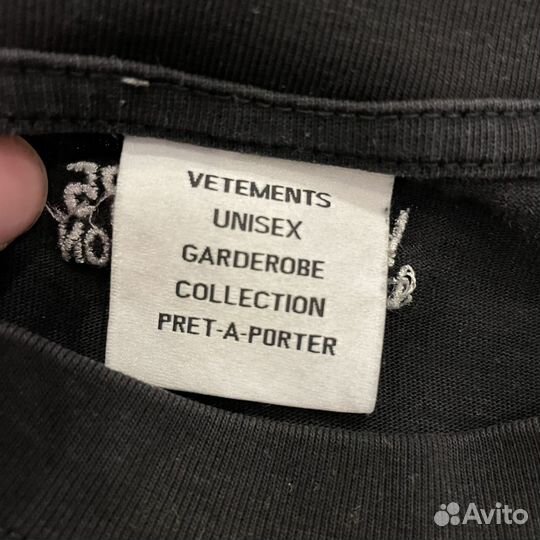 VETEMENTS
UNISEX
GARDEROBE
COLLECTION
PRET-A-PORTER
Avito